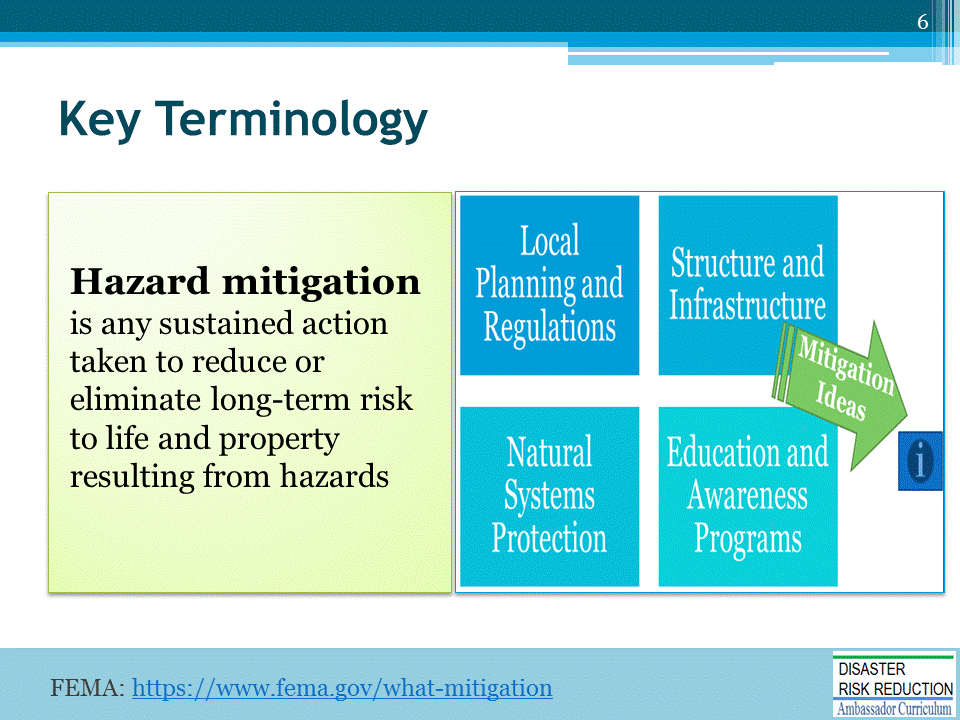 6
Key Terminology
Hazard mitigation
is any sustained action
taken to reduce or
eliminate long-term risk
to life and property
resulting from hazards
Local
Planning and
Regulations
Structure and
Infrastructure
Mitigation
Ideas
i
Natural
Systems
Protection
Education and
Awareness
Programs
FEMA: https://www.fema.gov/what-mitigation
DISASTER
RISK REDUCTION
Ambassador Curriculum